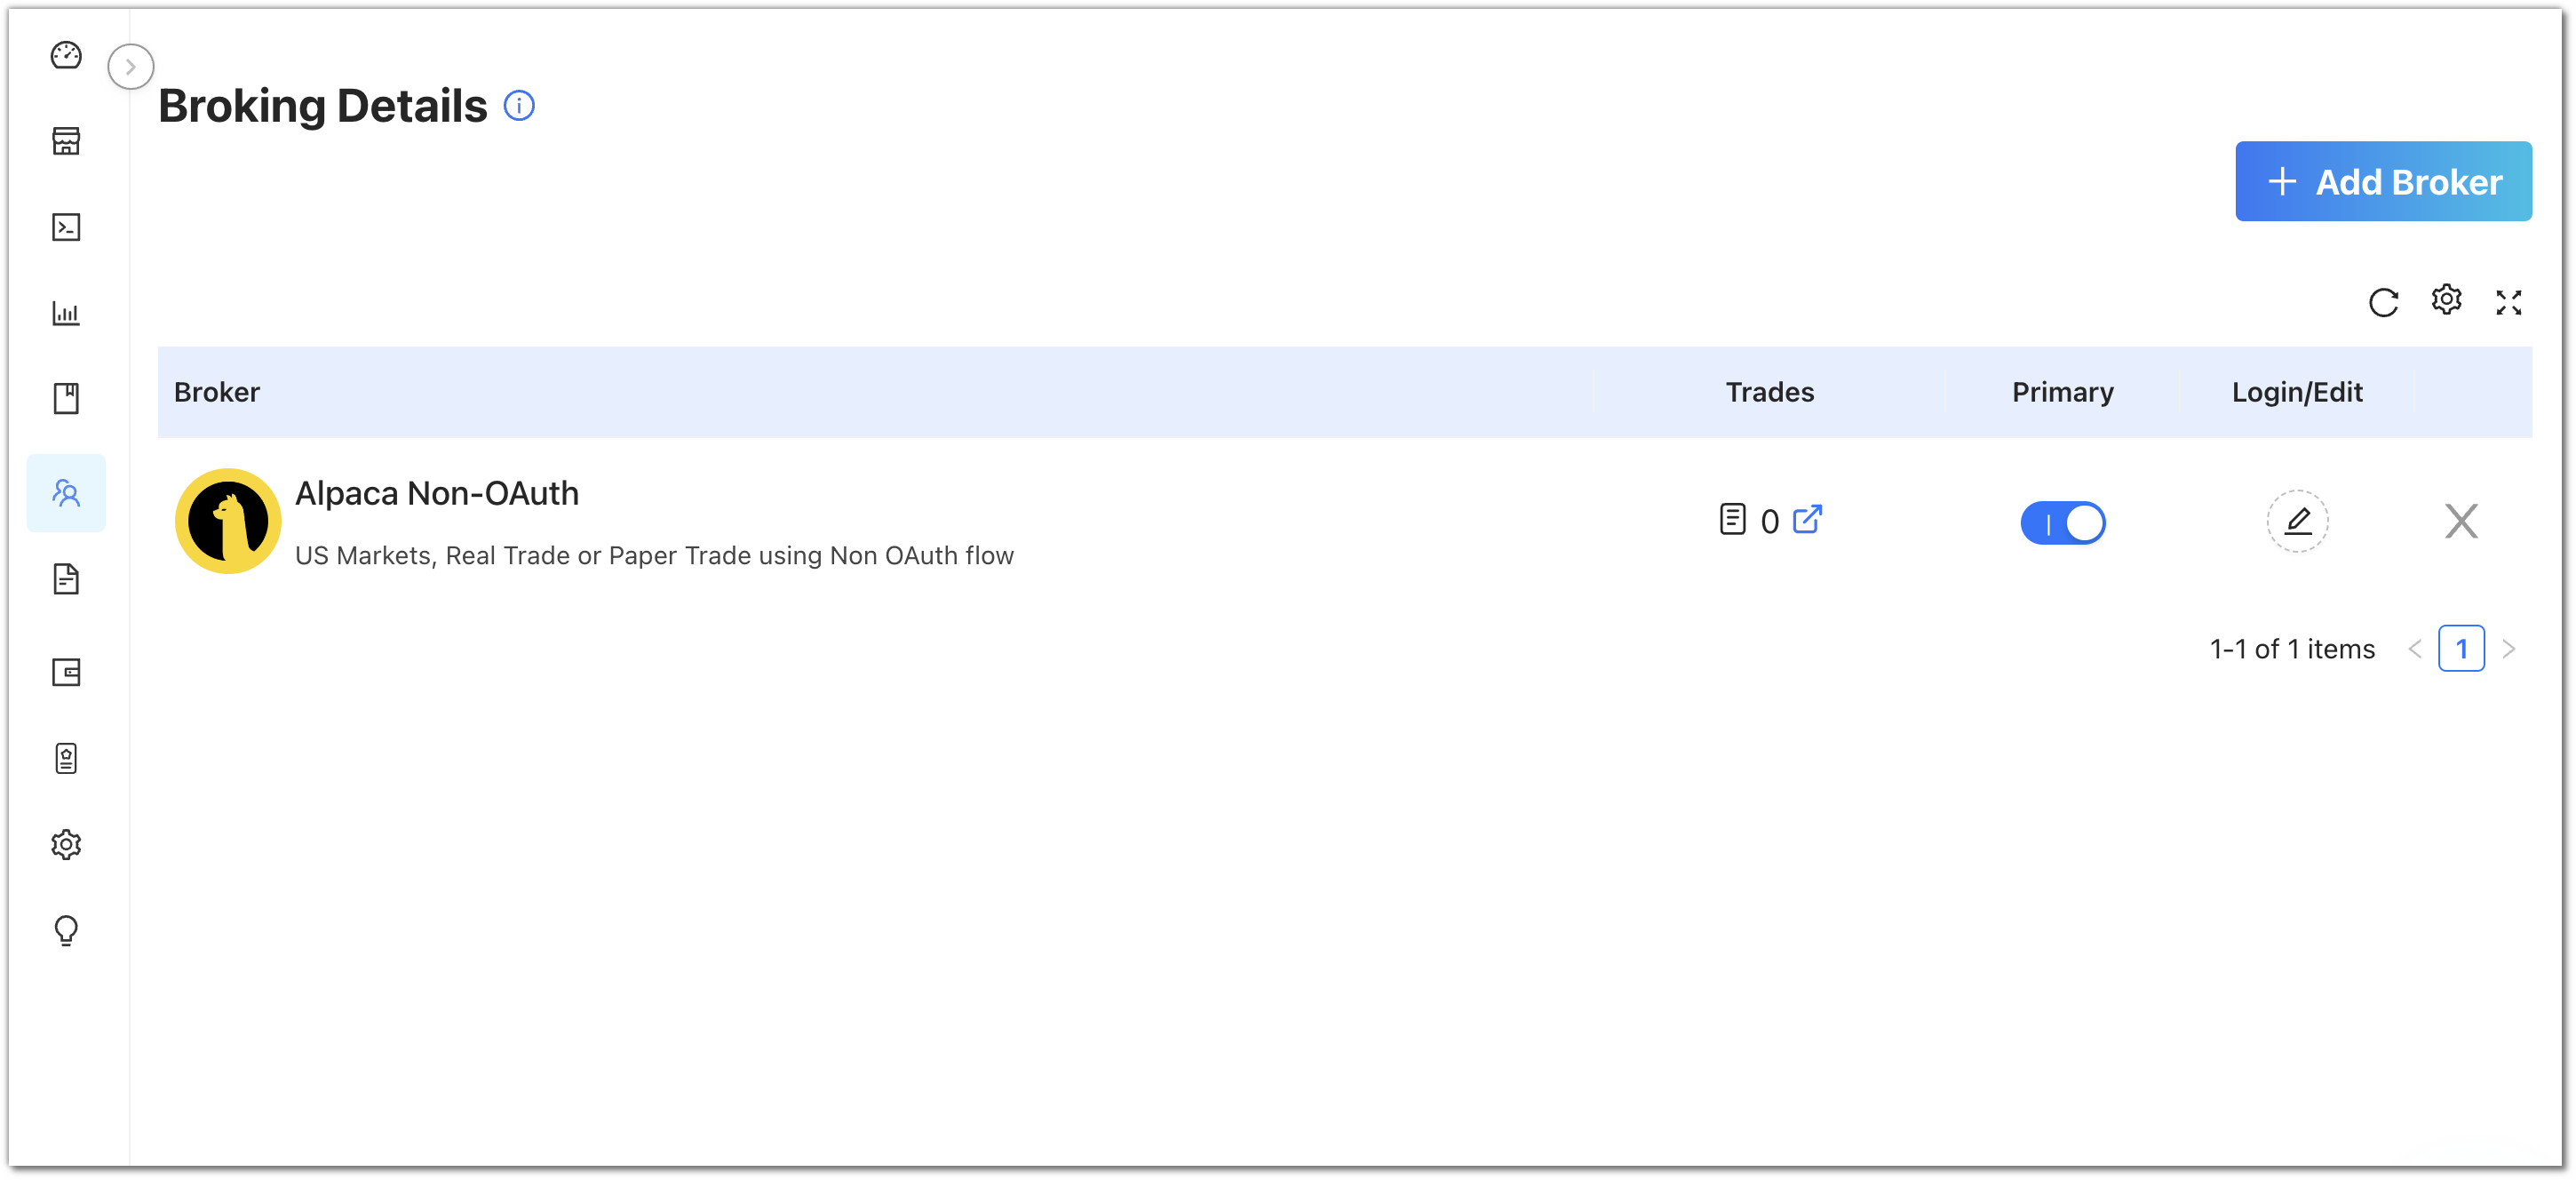 Broking Details
+ Add Broker
Broker Trades Primary Login/Edit
Alpaca Non-OAuth
US Markets, Real Trade or Paper Trade using Non OAuth flow
0
1-1 of 1 items < 1 >